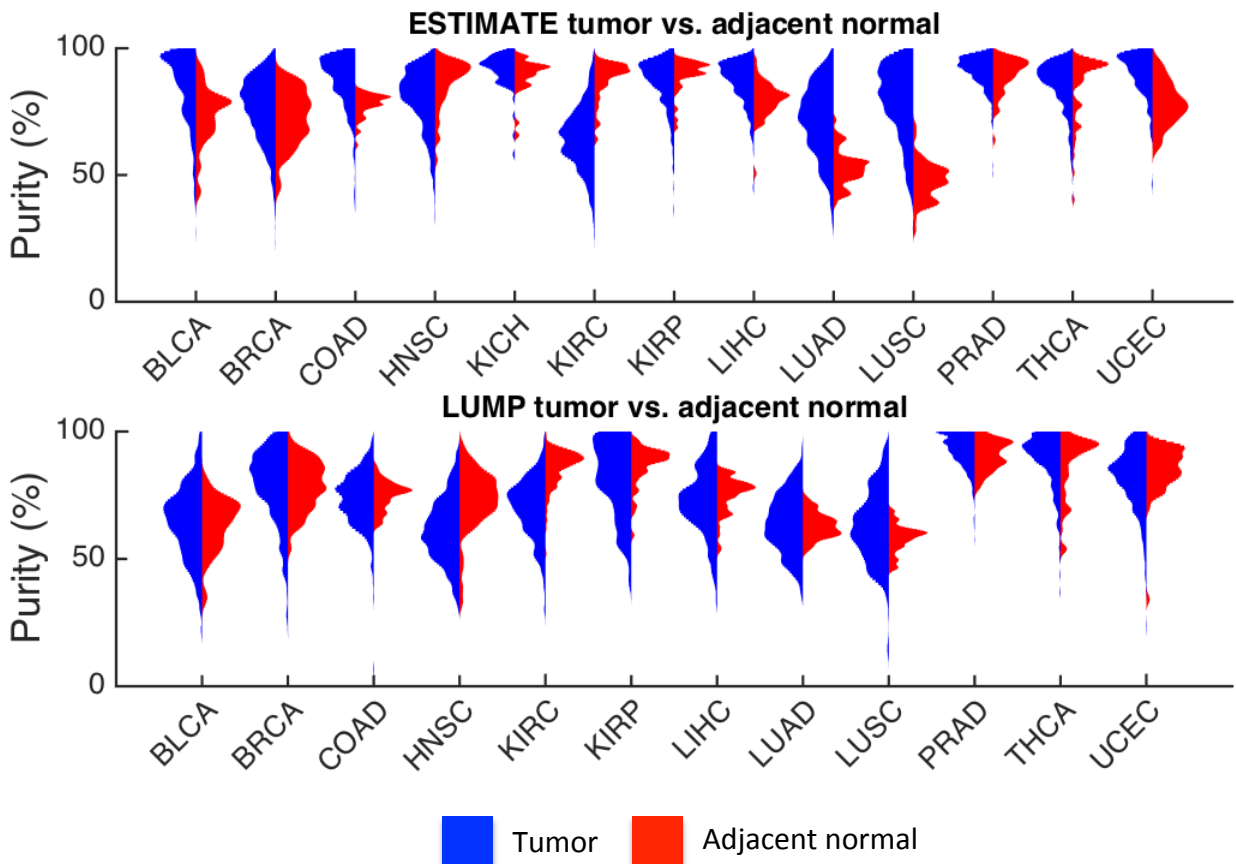 ESTIMATE tumor vs. adjacent normal
Purity (%)
100
50
0
BLCA BRCA COAD HNSC KICH KIRC KIRP LIHC LUAD LUSC PRAD THCA UCEC
LUMP tumor vs. adjacent normal
Purity (%)
100
50
0
BLCA BRCA COAD HNSC KIRC KIRP LIHC LUAD LUSC PRAD THCA UCEC
Tumor Adjacent normal